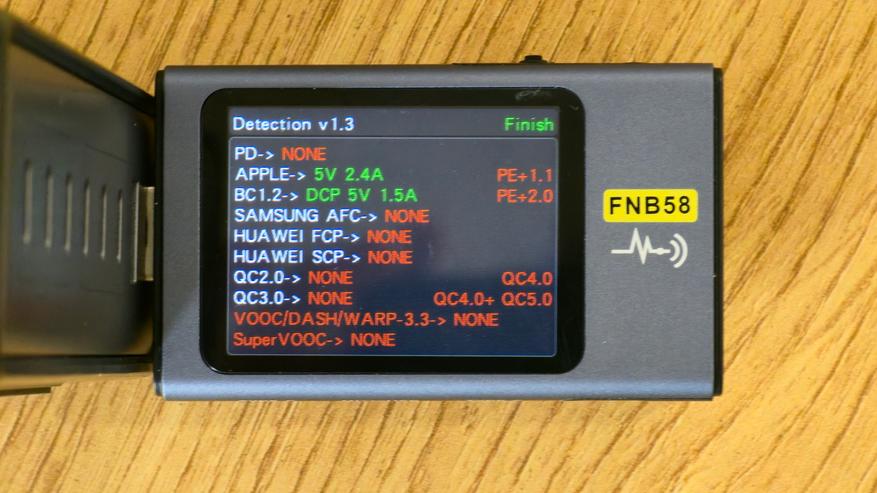 Detection v1.3 Finish
PD-> NONE
APPLE-> 5V 2.4A PE+1.1
BC1.2-> DCP 5V 1.5A PE+2.0
SAMSUNG AFC-> NONE
HUAWEI FCP-> NONE
HUAWEI SCP-> NONE
QC2.0-> NONE QC4.0
QC3.0-> NONE QC4.0+ QC5.0
VOOC/DASH/WARP-3.3-> NONE
SuperVOOC-> NONE
FNB58